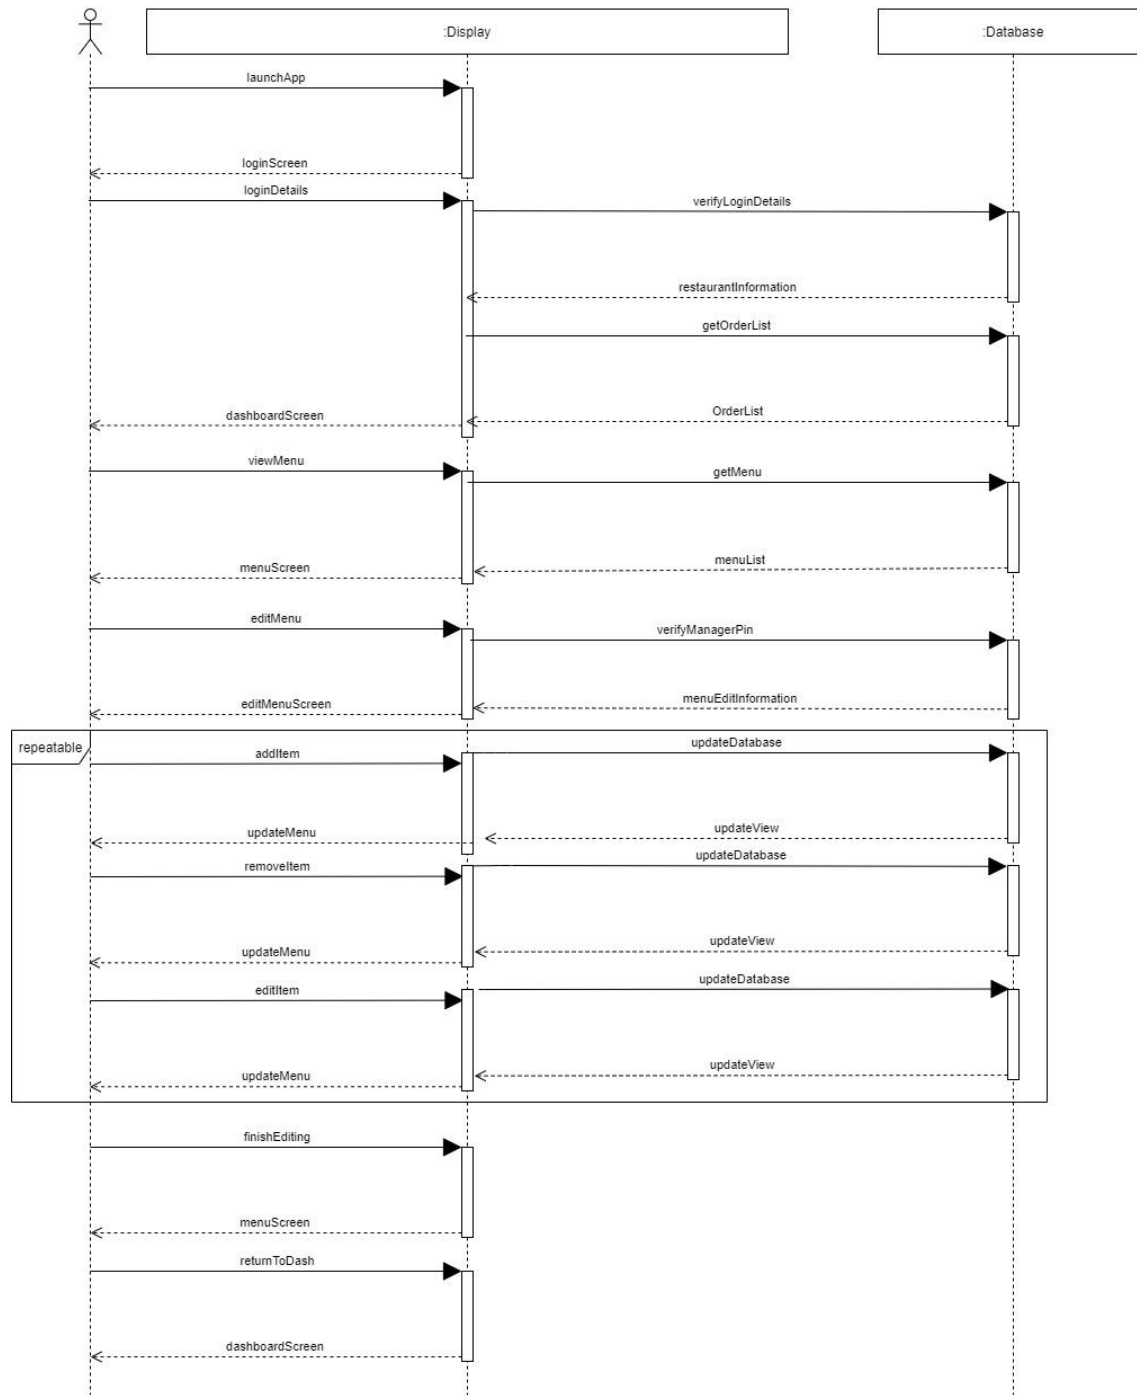 :Display
:Database
launchApp
loginScreen
loginDetails
verifyLoginDetails
restaurantInformation
getOrderList
OrderList
dashboardScreen
viewMenu
getMenu
menuList
menuScreen
editMenu
verifyManagerPin
menuEditInformation
editMenuScreen
repeatable
addItem
updateDatabase
updateView
updateMenu
removeItem
updateDatabase
updateView
updateMenu
editItem
updateDatabase
updateView
updateMenu
finishEditing
menuScreen
returnToDash
dashboardScreen